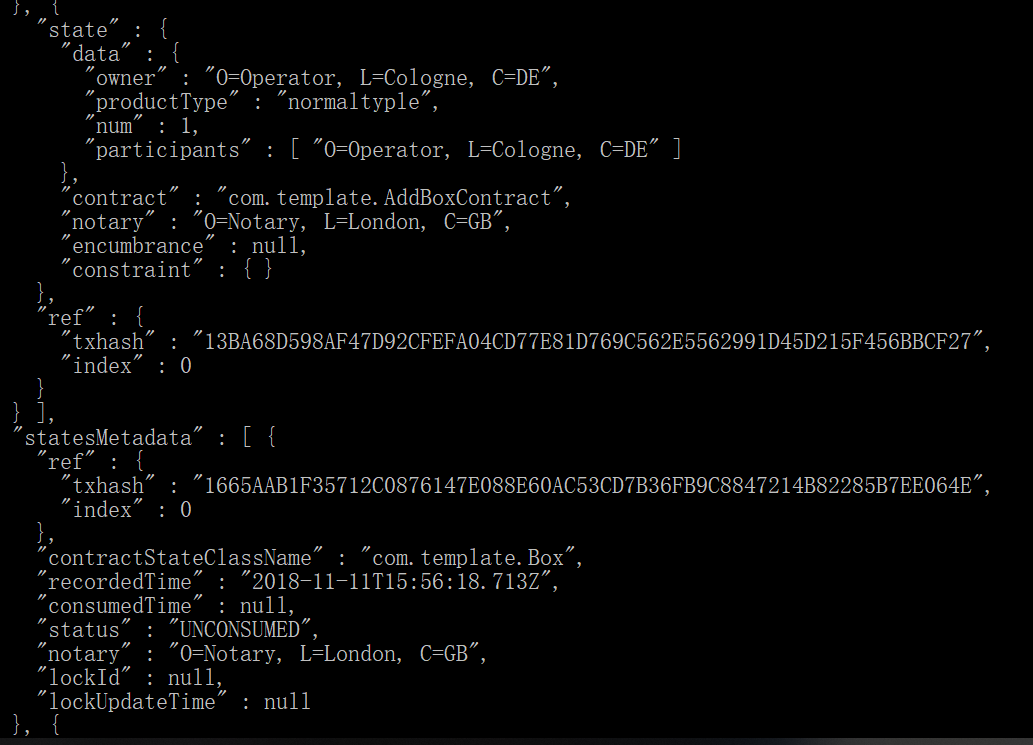 }, {
"state" : {
"data" : {
"owner" : "O=Operator, L=Cologne, C=DE",
"productType" : "normaltyple",
"num" : 1,
"participants" : [ "O=Operator, L=Cologne, C=DE" ]
},
"contract" : "com.template.AddBoxContract",
"notary" : "O=Notary, L=London, C=GB",
"encumbrance" : null,
"constraint" : { }
},
"ref" : {
"txhash" : "13BA68D598AF47D92CFEFA04CD77E81D769C562E5562991D45D215F456BBCF27",
"index" : 0
}
} ],
"statesMetadata" : [ {
"ref" : {
"txhash" : "1665AAB1F35712C0876147E088E60AC53CD7B36FB9C8847214B82285B7EE064E",
"index" : 0
},
"contractStateClassName" : "com.template.Box",
"recordedTime" : "2018-11-11T15:56:18.713Z",
"consumedTime" : null,
"status" : "UNCONSUMED",
"notary" : "O=Notary, L=London, C=GB",
"lockId" : null,
"lockUpdateTime" : null
}, {